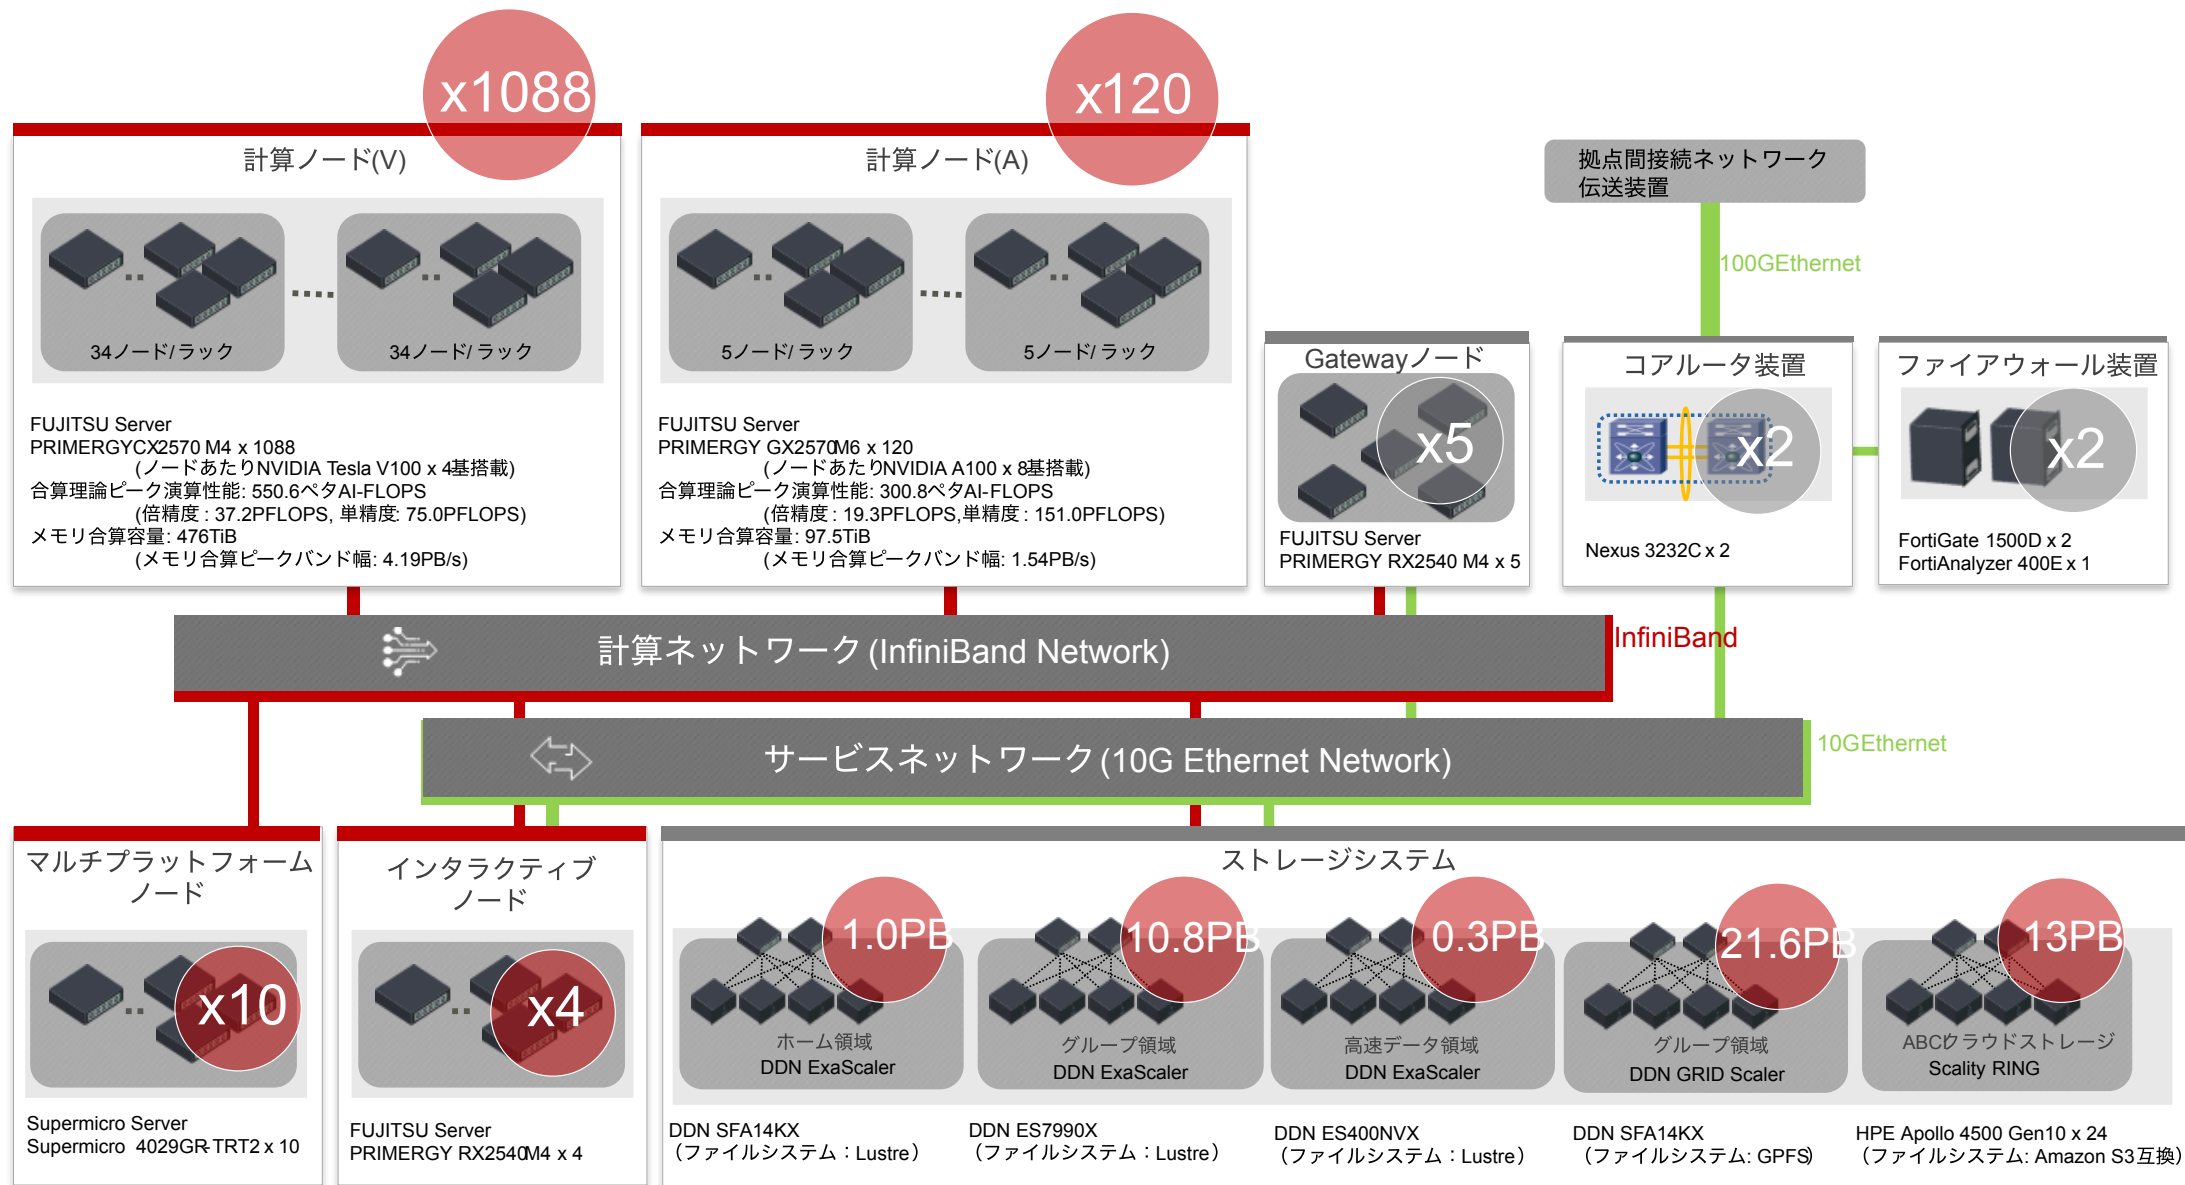 x1088
計算ノード(V)
34ノード/ラック
34ノード/ラック
FUJITSU Server
PRIMERGYCX2570 M4 x 1088
(ノードあたりNVIDIA Tesla V100 x 4基搭載)
合算理論ピーク演算性能: 550.6ペタAI-FLOPS
(倍精度 : 37.2PFLOPS, 単精度: 75.0PFLOPS)
メモリ合算容量: 476TiB
(メモリ合算ピークバンド幅: 4.19PB/s)
x120
計算ノード(A)
5ノード/ラック
5ノード/ラック
FUJITSU Server
PRIMERGY GX2570M6 x 120
(ノードあたりNVIDIA A100 x 8基搭載)
合算理論ピーク演算性能: 300.8ペタAI-FLOPS
(倍精度 : 19.3PFLOPS,単精度 : 151.0PFLOPS)
メモリ合算容量: 97.5TiB
(メモリ合算ピークバンド幅: 1.54PB/s)
Gatewayノード
x5
FUJITSU Server
PRIMERGY RX2540 M4 x 5
拠点間接続ネットワーク
伝送装置
100GEthernet
コアルータ装置
x2
Nexus 3232C x 2
ファイアウォール装置
x2
FortiGate 1500D x 2
FortiAnalyzer 400E x 1
計算ネットワーク (InfiniBand Network)
InfiniBand
サービスネットワーク (10G Ethernet Network)
10GEthernet
マルチプラットフォーム
ノード
x10
Supermicro Server
Supermicro 4029GR-TRT2 x 10
インタラクティブ
ノード
x4
FUJITSU Server
PRIMERGY RX2540M4 x 4
ストレージシステム
1.0PB
ホーム領域
DDN ExaScaler
DDN SFA14KX
(ファイルシステム：Lustre)
10.8PB
グループ領域
DDN ExaScaler
DDN ES7990X
(ファイルシステム：Lustre)
0.3PB
高速データ領域
DDN ExaScaler
DDN ES400NVX
(ファイルシステム：Lustre)
21.6PB
グループ領域
DDN GRID Scaler
DDN SFA14KX
(ファイルシステム: GPFS)
13PB
ABCIクラウドストレージ
Scality RING
HPE Apollo 4500 Gen10 x 24
(ファイルシステム: Amazon S3互換)